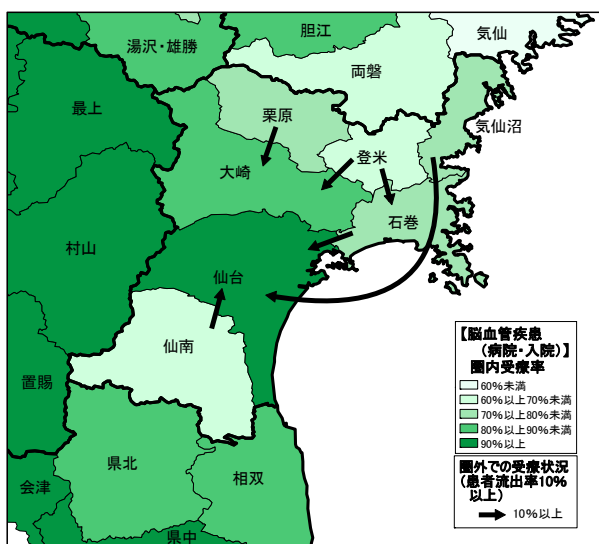 湯沢・雄勝
胆江
気仙
両磐
最上
栗原
気仙沼
登米
大崎
石巻
村山
仙台
仙南
置賜
県北
相双
会津
県中
【脳血管疾患
（病院・入院）】
圏内受療率
60％未満
60％以上70％未満
70％以上80％未満
80％以上90％未満
90％以上
圏外での受療状況
（患者流出率10％
以上）
10％以上